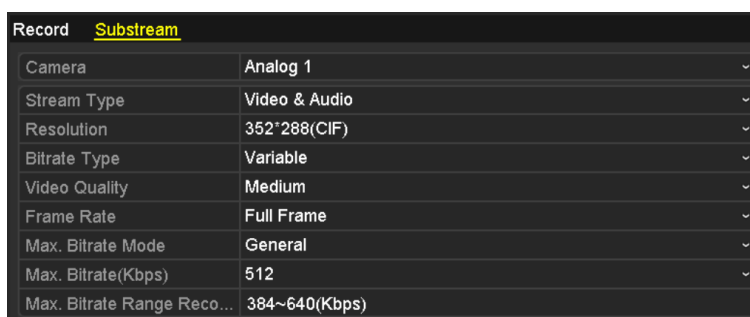 Record Substream
Camera Analog 1
Stream Type Video & Audio
Resolution 352*288(CIF)
Bitrate Type Variable
Video Quality Medium
Frame Rate Full Frame
Max. Bitrate Mode General
Max. Bitrate(Kbps) 512
Max. Bitrate Range Reco... 384~640(Kbps)